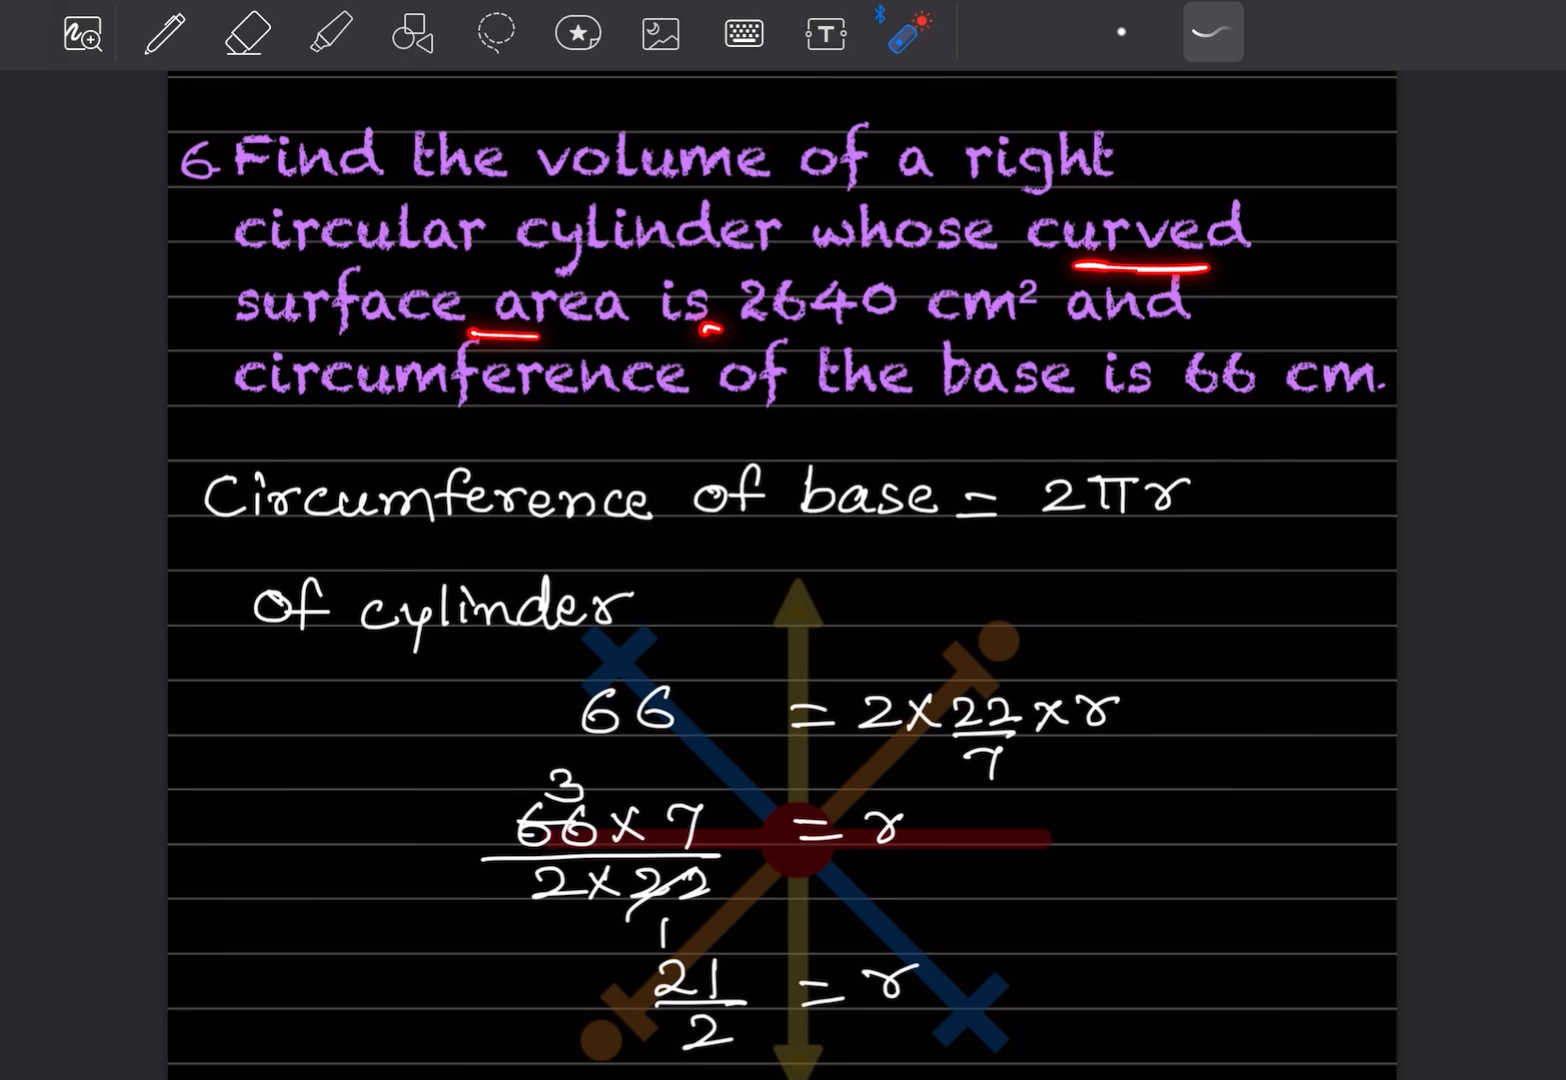 6 Find the volume of a right
circular cylinder whose curved
surface area is 2640 cm² and
circumference of the base is 66 cm.
Circumference of base = 2πr
of cylinder
66 = 2×22/7×r
3
66×7/2×22 = r
1
21/2 = r